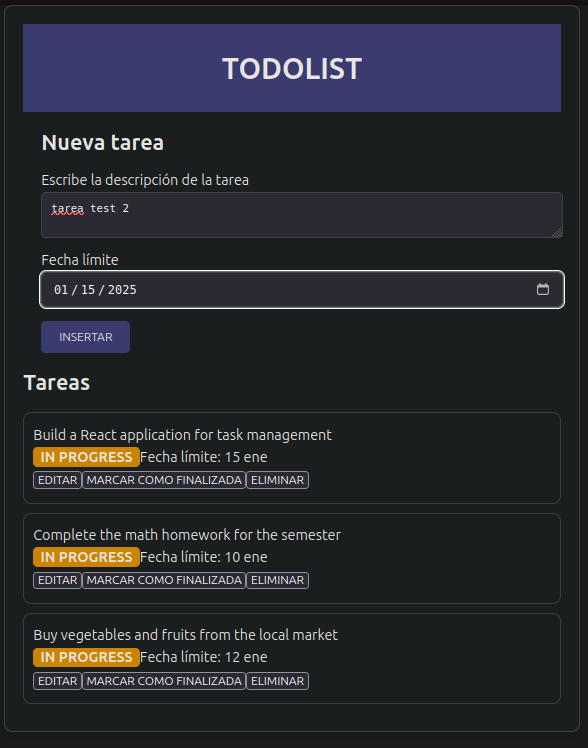 TODOLIST
Nueva tarea
Escribe la descripción de la tarea
tarea test 2
Fecha límite
01 / 15 / 2025
INSERTAR
Tareas
Build a React application for task management
IN PROGRESS Fecha límite: 15 ene
EDITAR MARCAR COMO FINALIZADA ELIMINAR
Complete the math homework for the semester
IN PROGRESS Fecha límite: 10 ene
EDITAR MARCAR COMO FINALIZADA ELIMINAR
Buy vegetables and fruits from the local market
IN PROGRESS Fecha límite: 12 ene
EDITAR MARCAR COMO FINALIZADA ELIMINAR